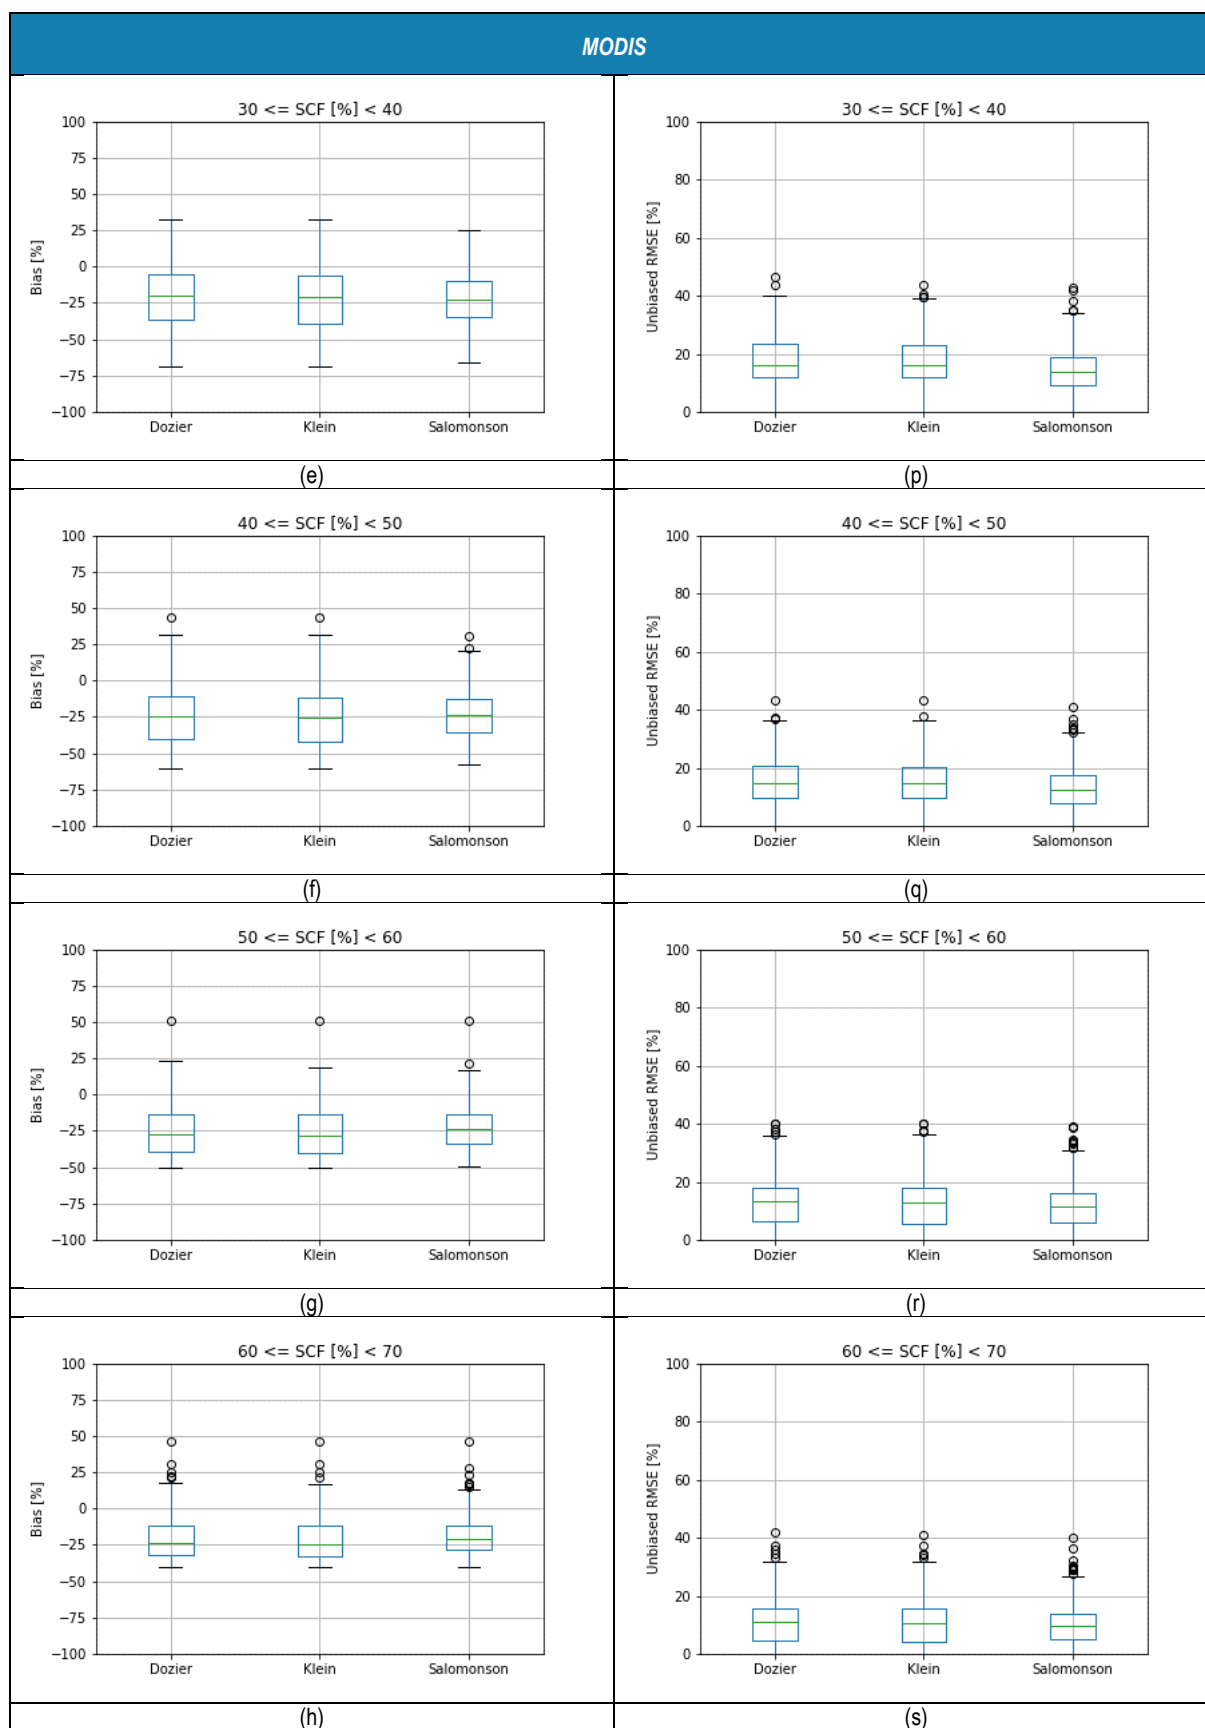 MODIS
30 <= SCF [%] < 40
100
75
50
25
0
−25
−50
−75
−100
Bias [%]
Dozier Klein Salomonson
(e)
30 <= SCF [%] < 40
100
80
60
40
20
0
Unbiased RMSE [%]
Dozier Klein Salomonson
(p)
40 <= SCF [%] < 50
100
75
50
25
0
−25
−50
−75
−100
Bias [%]
Dozier Klein Salomonson
(f)
40 <= SCF [%] < 50
100
80
60
40
20
0
Unbiased RMSE [%]
Dozier Klein Salomonson
(q)
50 <= SCF [%] < 60
100
75
50
25
0
−25
−50
−75
−100
Bias [%]
Dozier Klein Salomonson
(g)
50 <= SCF [%] < 60
100
80
60
40
20
0
Unbiased RMSE [%]
Dozier Klein Salomonson
(r)
60 <= SCF [%] < 70
100
75
50
25
0
−25
−50
−75
−100
Bias [%]
Dozier Klein Salomonson
(h)
60 <= SCF [%] < 70
100
80
60
40
20
0
Unbiased RMSE [%]
Dozier Klein Salomonson
(s)